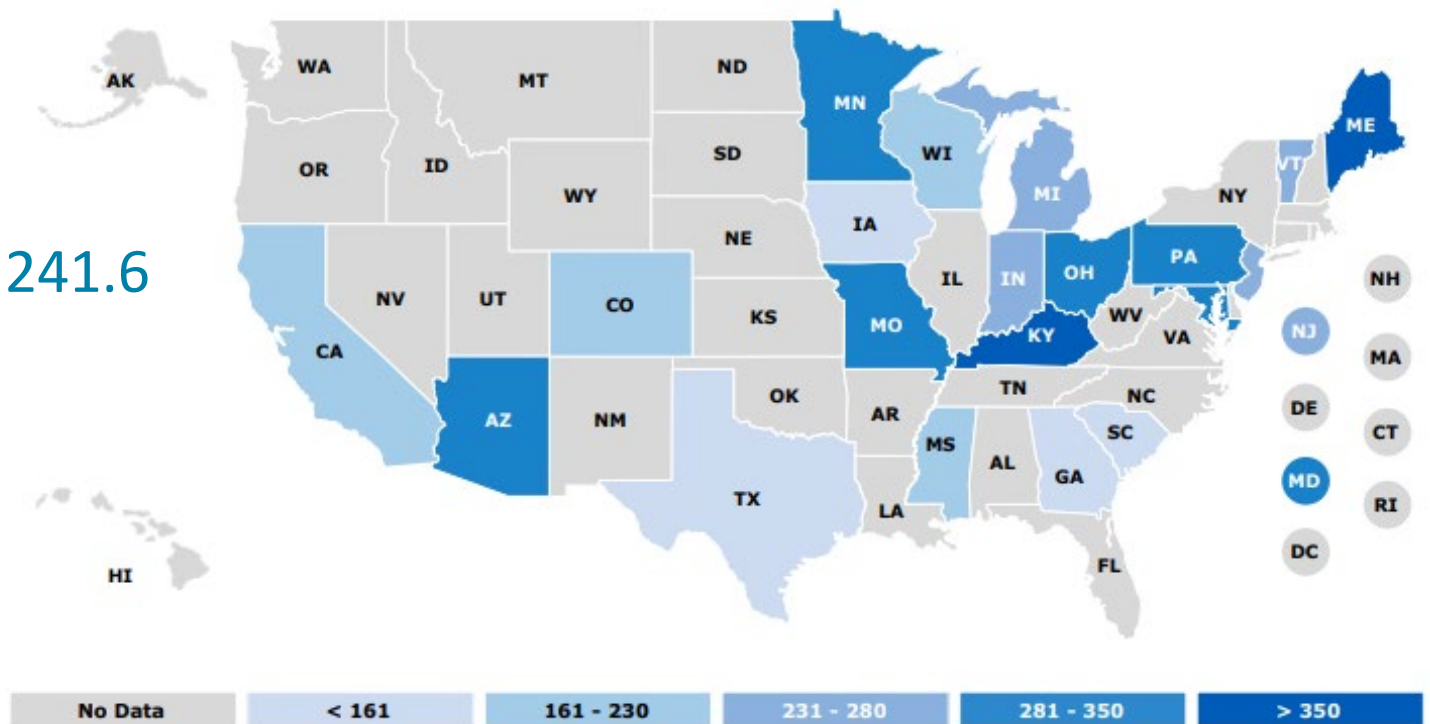 WA
MT
ND
MN
ME
AK
OR
ID
SD
WI
VT
WY
MI
NY
241.6
NE
IA
PA
NV
UT
CO
IL
IN
OH
NH
CA
KS
MO
WV
VA
KY
NJ
MA
AZ
NM
OK
AR
TN
NC
DE
CT
MS
AL
SC
GA
MD
TX
LA
RI
HI
FL
DC
No Data
< 161
161 - 230
231 - 280
281 - 350
> 350